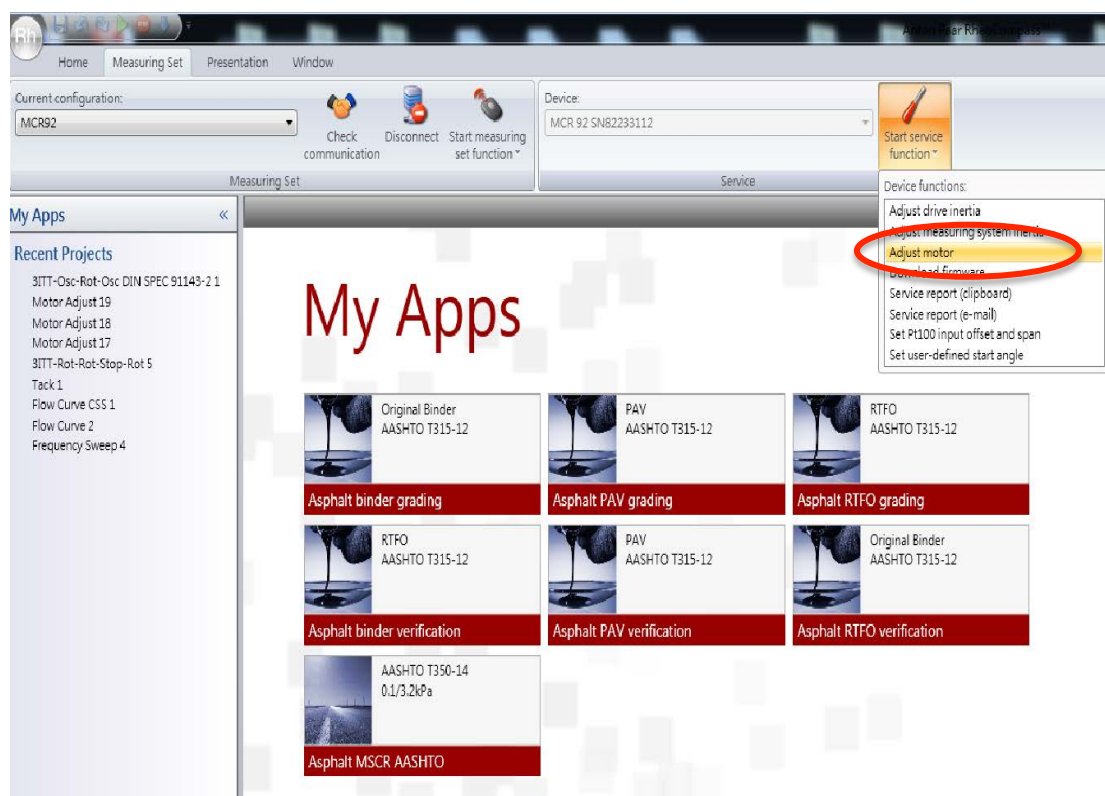 Rh
Anton Paar RheoCompass
Home Measuring Set Presentation Window
Current configuration:
MCR92
Check
communication
Disconnect
Start measuring
set function
Measuring Set
Device:
MCR 92 SN82233112
Service
Start service
function
Device functions:
Adjust drive inertia
Adjust measuring system inertia
Adjust motor
Download firmware
Service report (clipboard)
Service report (e-mail)
Set Pt100 input offset and span
Set user-defined start angle
My Apps «
Recent Projects
3ITT-Osc-Rot-Osc DIN SPEC 91143-2 1
Motor Adjust 19
Motor Adjust 18
Motor Adjust 17
3ITT-Rot-Rot-Stop-Rot 5
Tack 1
Flow Curve CSS 1
Flow Curve 2
Frequency Sweep 4
My Apps
Original Binder
AASHTO T315-12
Asphalt binder grading
PAV
AASHTO T315-12
Asphalt PAV grading
RTFO
AASHTO T315-12
Asphalt RTFO grading
RTFO
AASHTO T315-12
Asphalt binder verification
PAV
AASHTO T315-12
Asphalt PAV verification
Original Binder
AASHTO T315-12
Asphalt RTFO verification
AASHTO T350-14
0.1/3.2kPa
Asphalt MSCR AASHTO